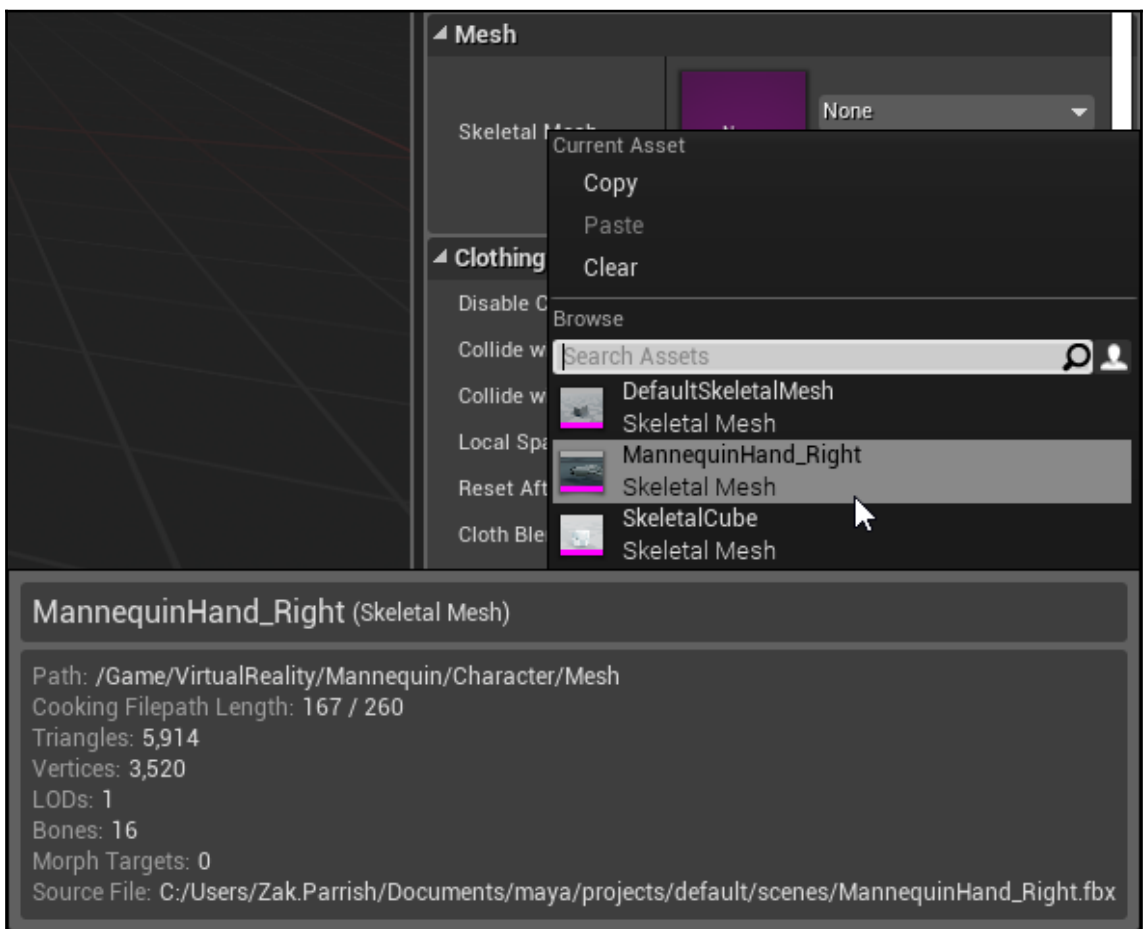 Mesh
Skeletal Mesh
None
Current Asset
Copy
Paste
Clear
Clothing
Disable C
Browse
Collide w
Search Assets
Collide w
DefaultSkeletalMesh
Skeletal Mesh
Local Spa
MannequinHand_Right
Reset Aft
Skeletal Mesh
SkeletalCube
Cloth Ble
Skeletal Mesh
MannequinHand_Right (Skeletal Mesh)
Path: /Game/VirtualReality/Mannequin/Character/Mesh
Cooking Filepath Length: 167 / 260
Triangles: 5,914
Vertices: 3,520
LODs: 1
Bones: 16
Morph Targets: 0
Source File: C:/Users/Zak.Parrish/Documents/maya/projects/default/scenes/MannequinHand_Right.fbx